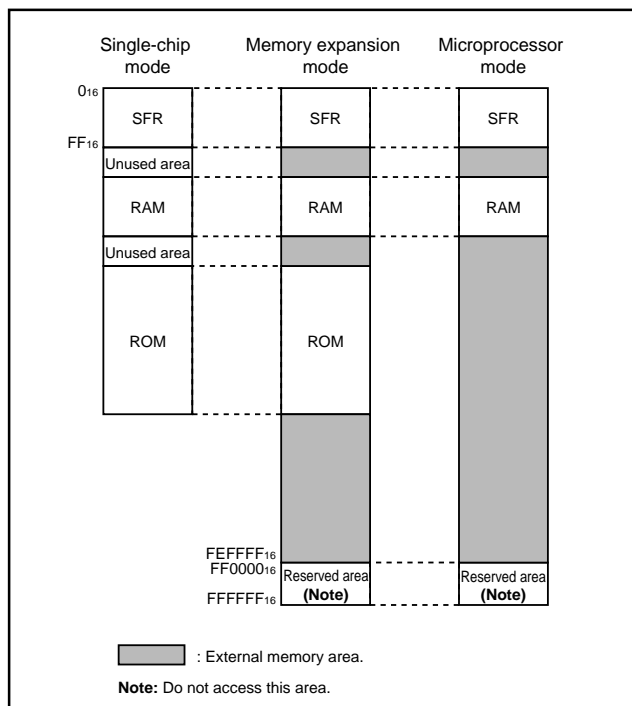 Single-chip mode
Memory expansion mode
Microprocessor mode
0₁₆
SFR
SFR
SFR
FF₁₆
Unused area
RAM
RAM
RAM
Unused area
ROM
ROM
FEFFFF₁₆
FF0000₁₆
Reserved area
(Note)
Reserved area
(Note)
FFFFFF₁₆
: External memory area.
Note: Do not access this area.